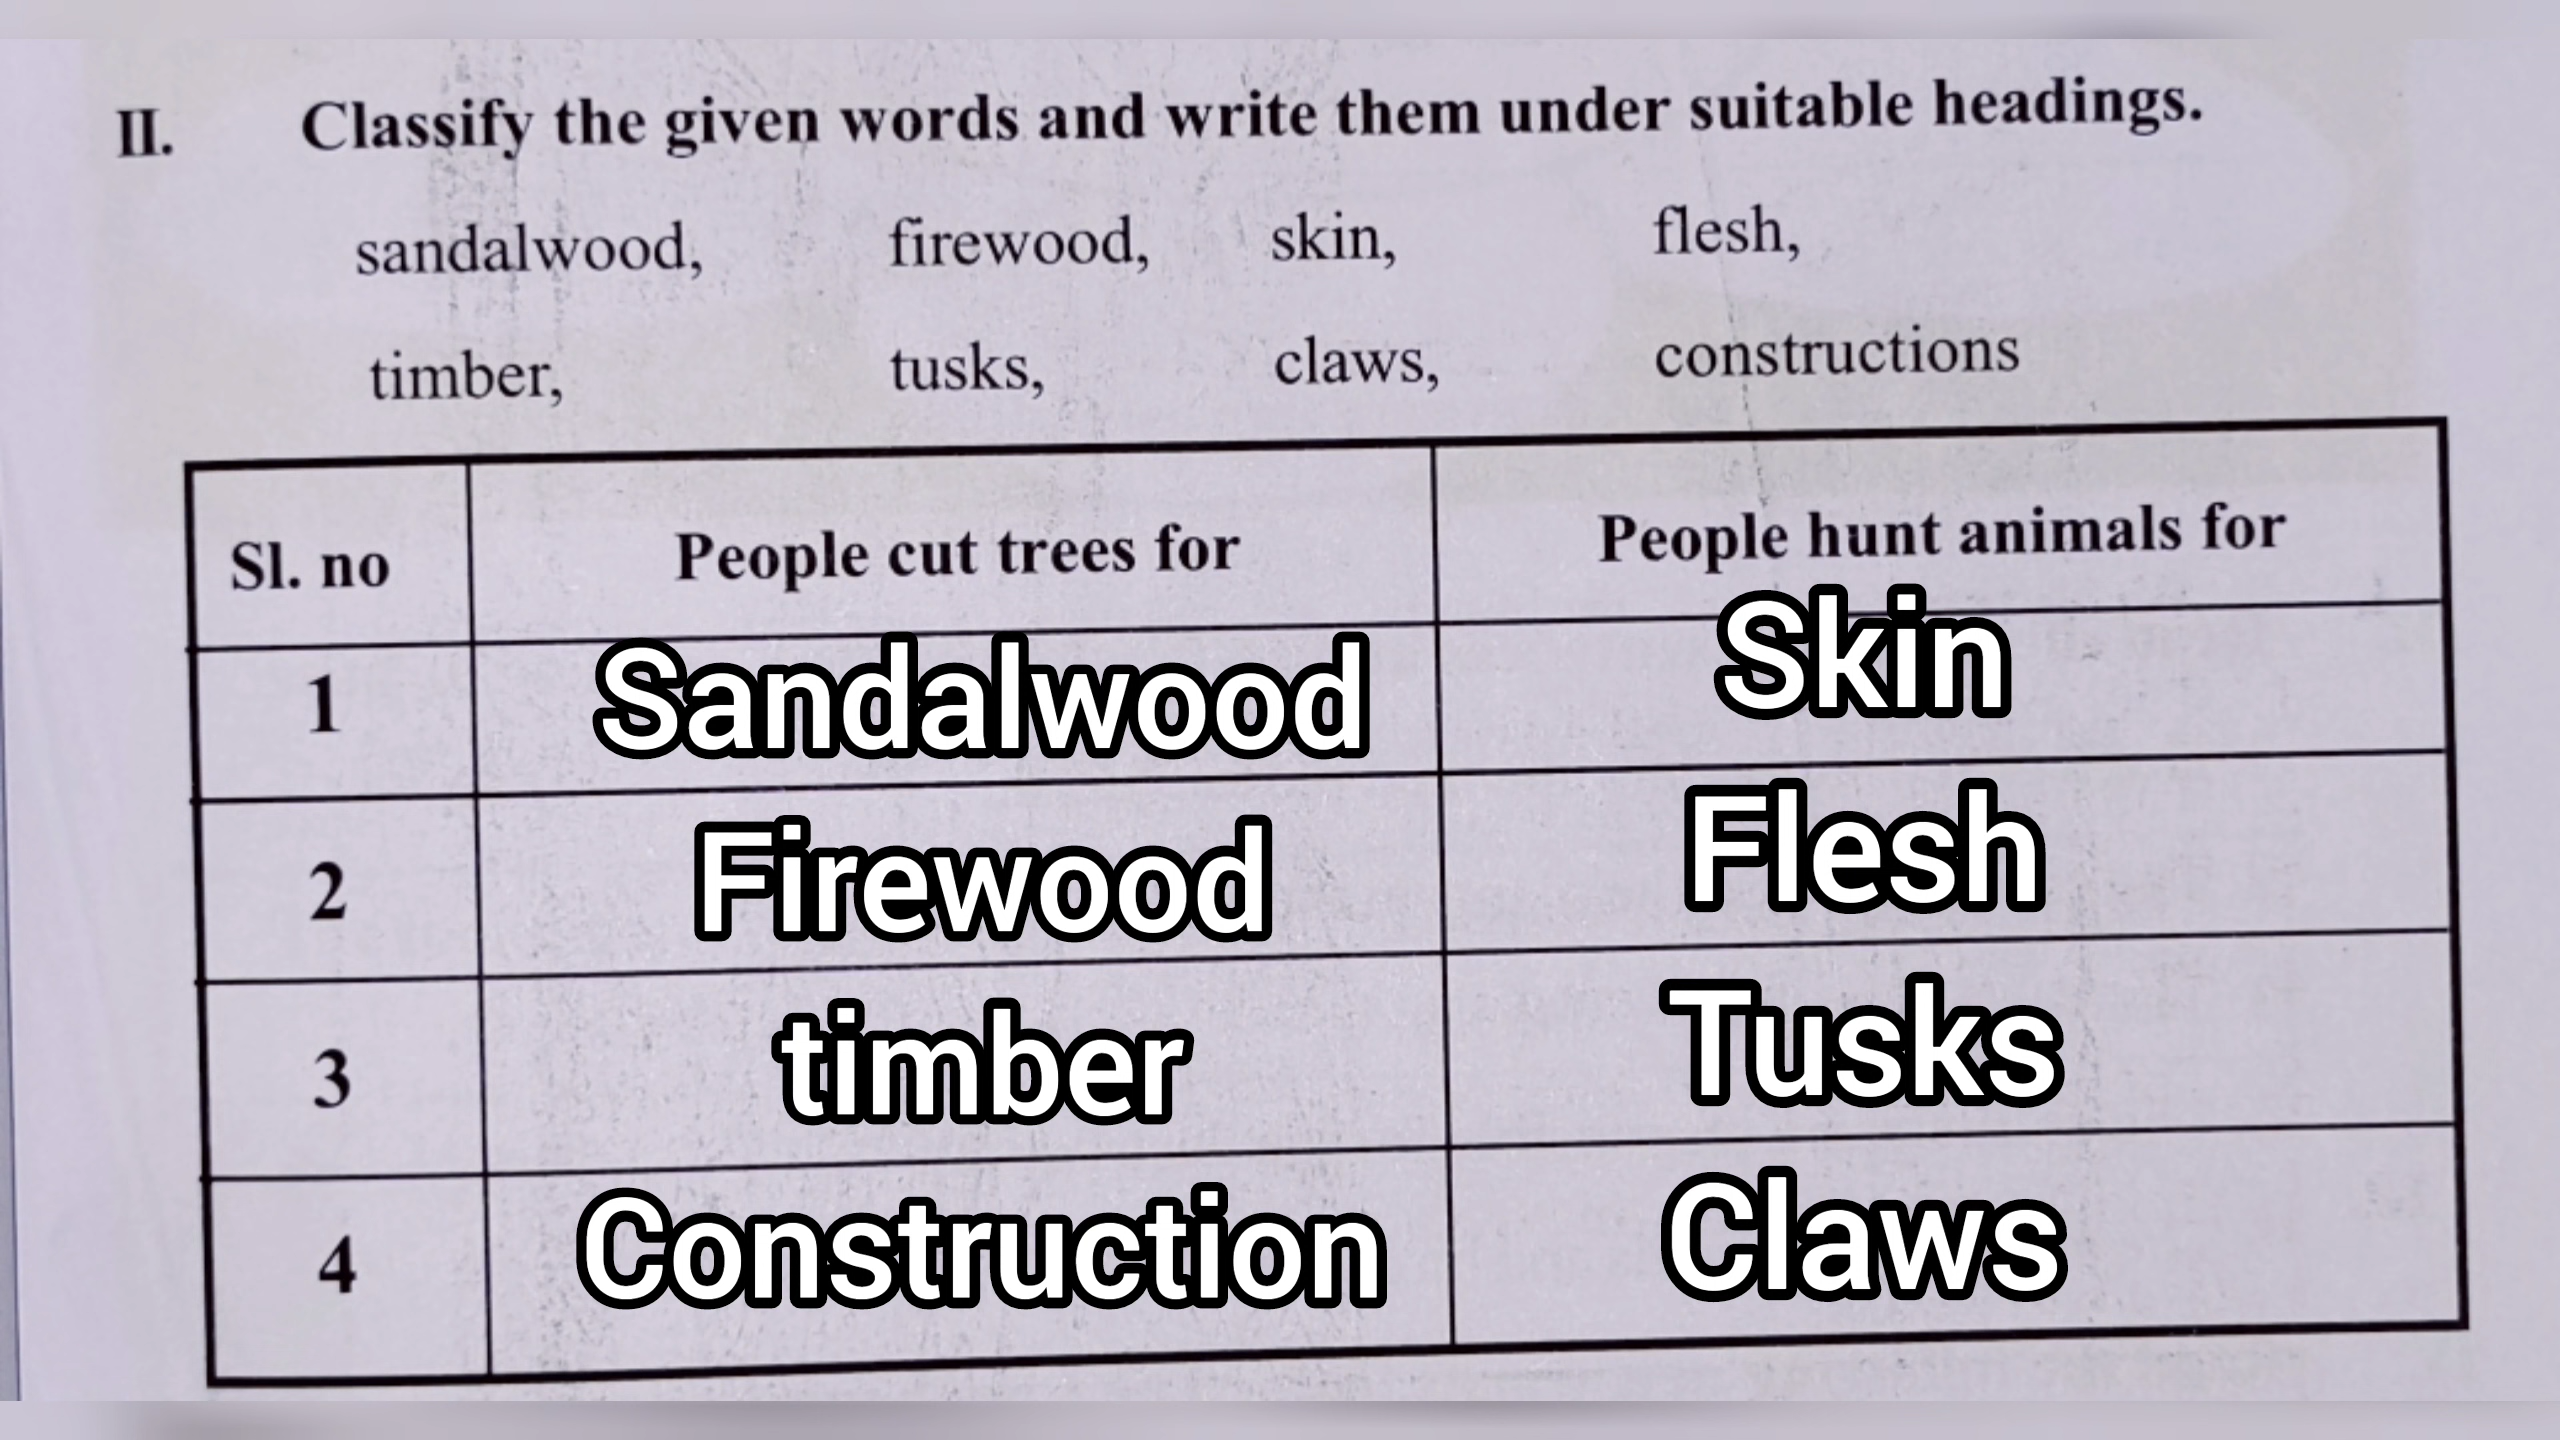 II. Classify the given words and write them under suitable headings.
sandalwood, firewood, skin, flesh,
timber, tusks, claws, constructions
Sl. no People cut trees for People hunt animals for
1 Sandalwood Skin
2 Firewood Flesh
3 timber Tusks
4 Construction Claws